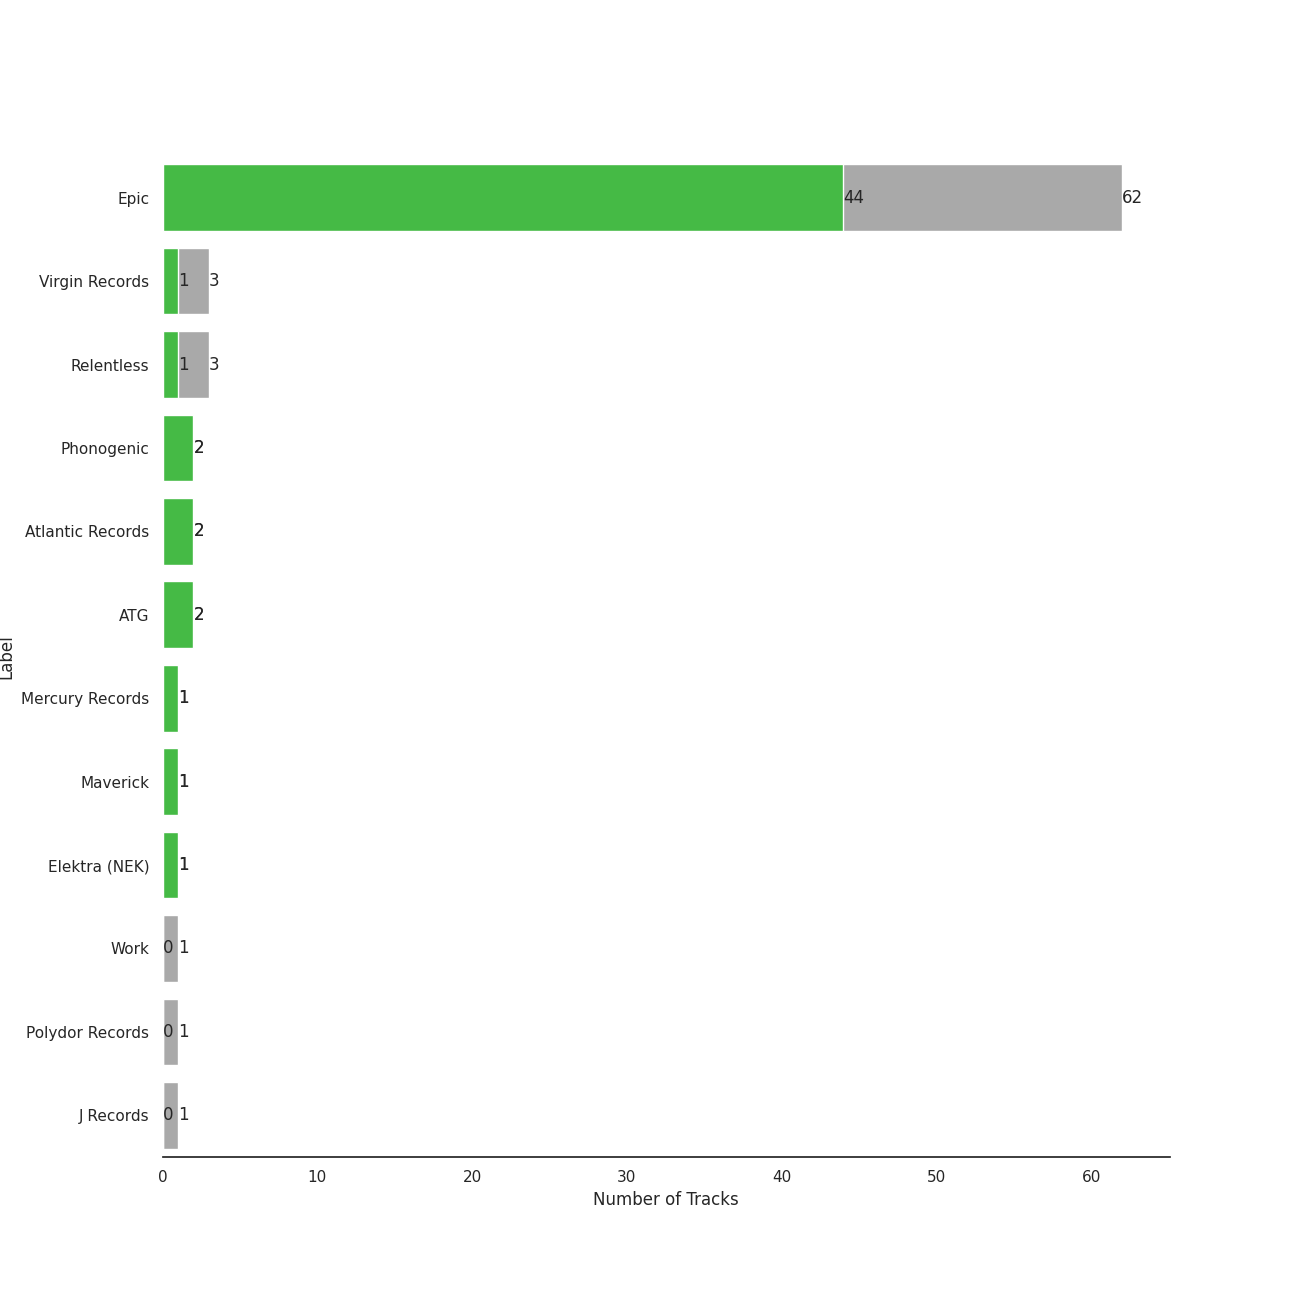 Epic 44 62
Virgin Records 1 3
Relentless 1 3
Phonogenic 2
Atlantic Records 2
ATG 2
Label
Mercury Records 1
Maverick 1
Elektra (NEK) 1
Work 0 1
Polydor Records 0 1
J Records 0 1
0 10 20 30 40 50 60
Number of Tracks